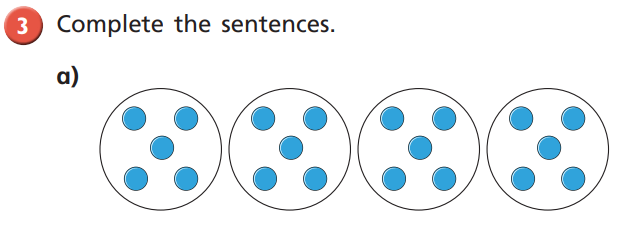 3 Complete the sentences.
a)